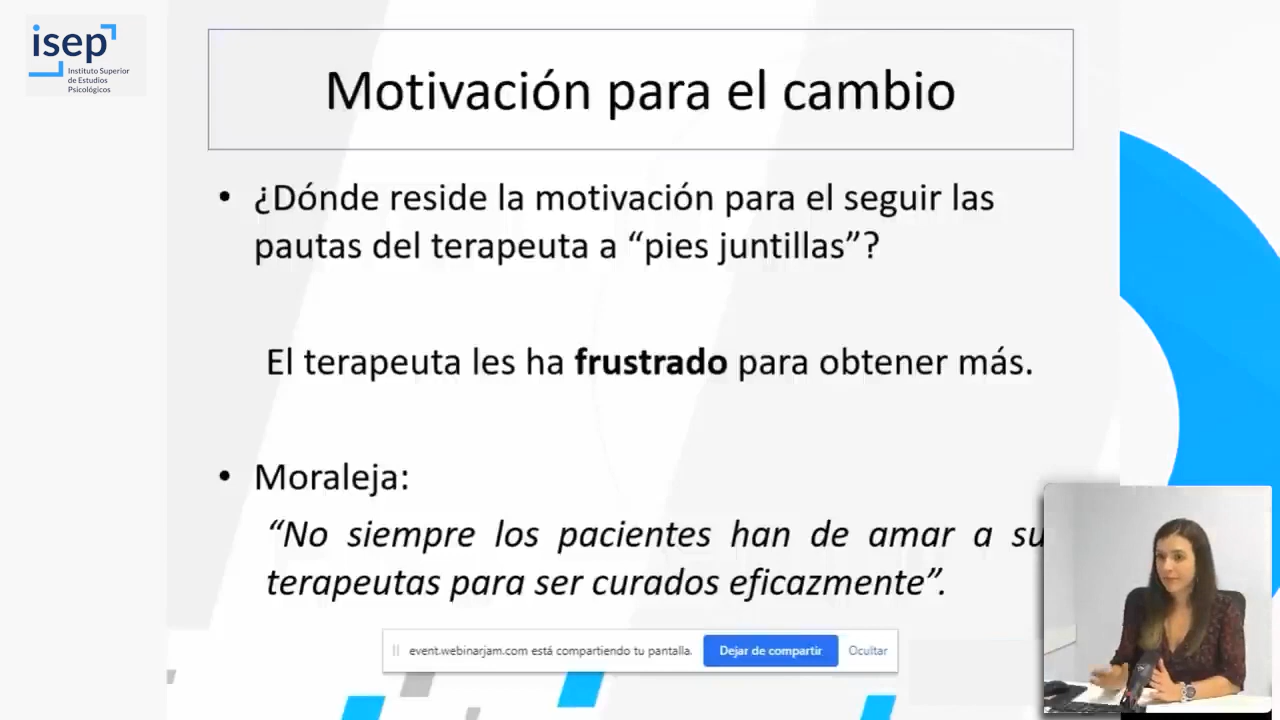 isep
Instituto Superior
de Estudios
Psicológicos
Motivación para el cambio
• ¿Dónde reside la motivación para el seguir las
pautas del terapeuta a “pies juntillas”?
El terapeuta les ha frustrado para obtener más.
• Moraleja:
“No siempre los pacientes han de amar a su
terapeutas para ser curados eficazmente”.
event.webinarjam.com está compartiendo tu pantalla.
Dejar de compartir
Ocultar